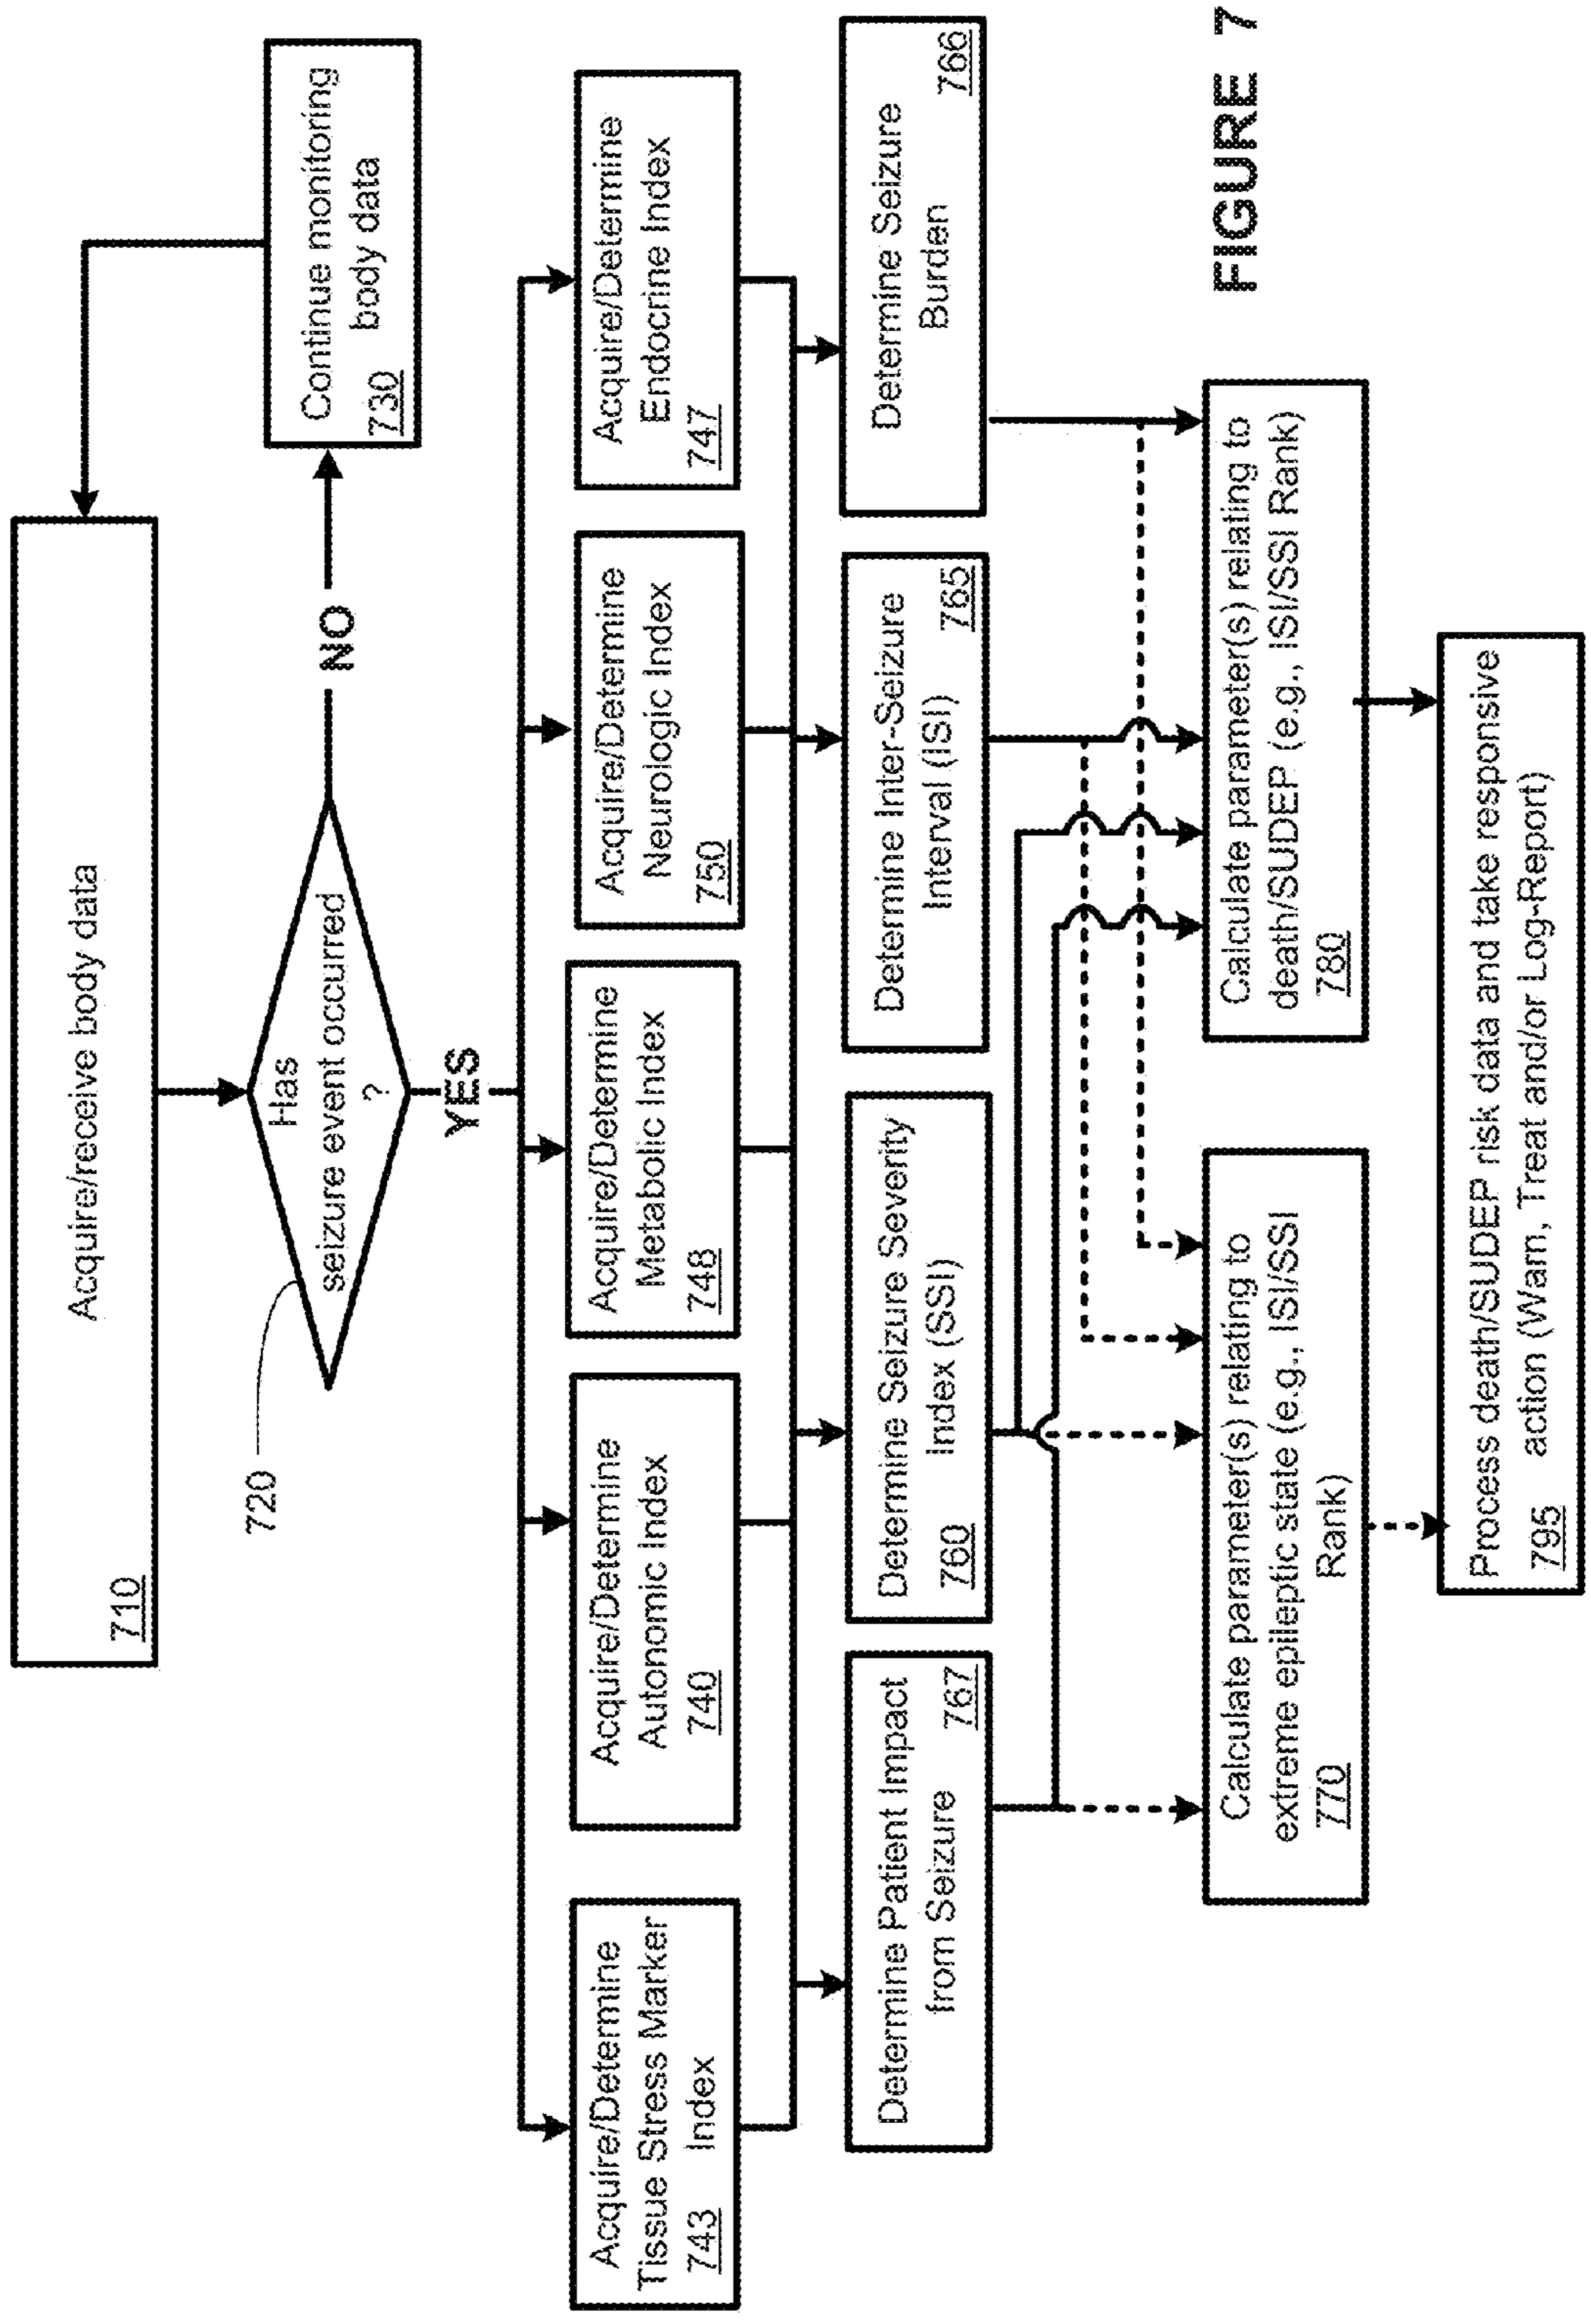 Acquire/receive body data
710
Has
seizure event occurred
?
720
NO
Continue monitoring
body data
730
YES
Acquire/Determine
Tissue Stress Marker
Index
743
Acquire/Determine
Autonomic Index
740
Acquire/Determine
Metabolic Index
748
Acquire/Determine
Neurologic Index
750
Acquire/Determine
Endocrine Index
747
Determine Patient Impact
from Seizure
767
Determine Seizure Severity
Index (SSI)
760
Determine Inter-Seizure
Interval (ISI)
765
Determine Seizure
Burden
766
Calculate parameter(s) relating to
extreme epileptic state (e.g., ISI/SSI
Rank)
770
Calculate parameter(s) relating to
death/SUDEP (e.g., ISI/SSI Rank)
780
Process death/SUDEP risk data and take responsive
action (Warn, Treat and/or Log-Report)
795
FIGURE 7